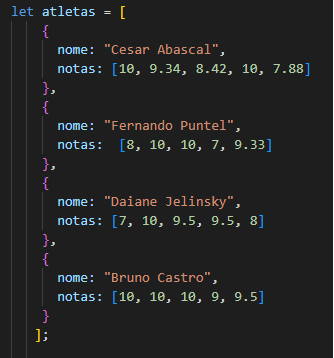 let atletas = [
{
nome: "Cesar Abascal",
notas: [10, 9.34, 8.42, 10, 7.88]
},
{
nome: "Fernando Puntel",
notas:  [8, 10, 10, 7, 9.33]
},
{
nome: "Daiane Jelinsky",
notas: [7, 10, 9.5, 9.5, 8]
},
{
nome: "Bruno Castro",
notas: [10, 10, 10, 9, 9.5]
}
];